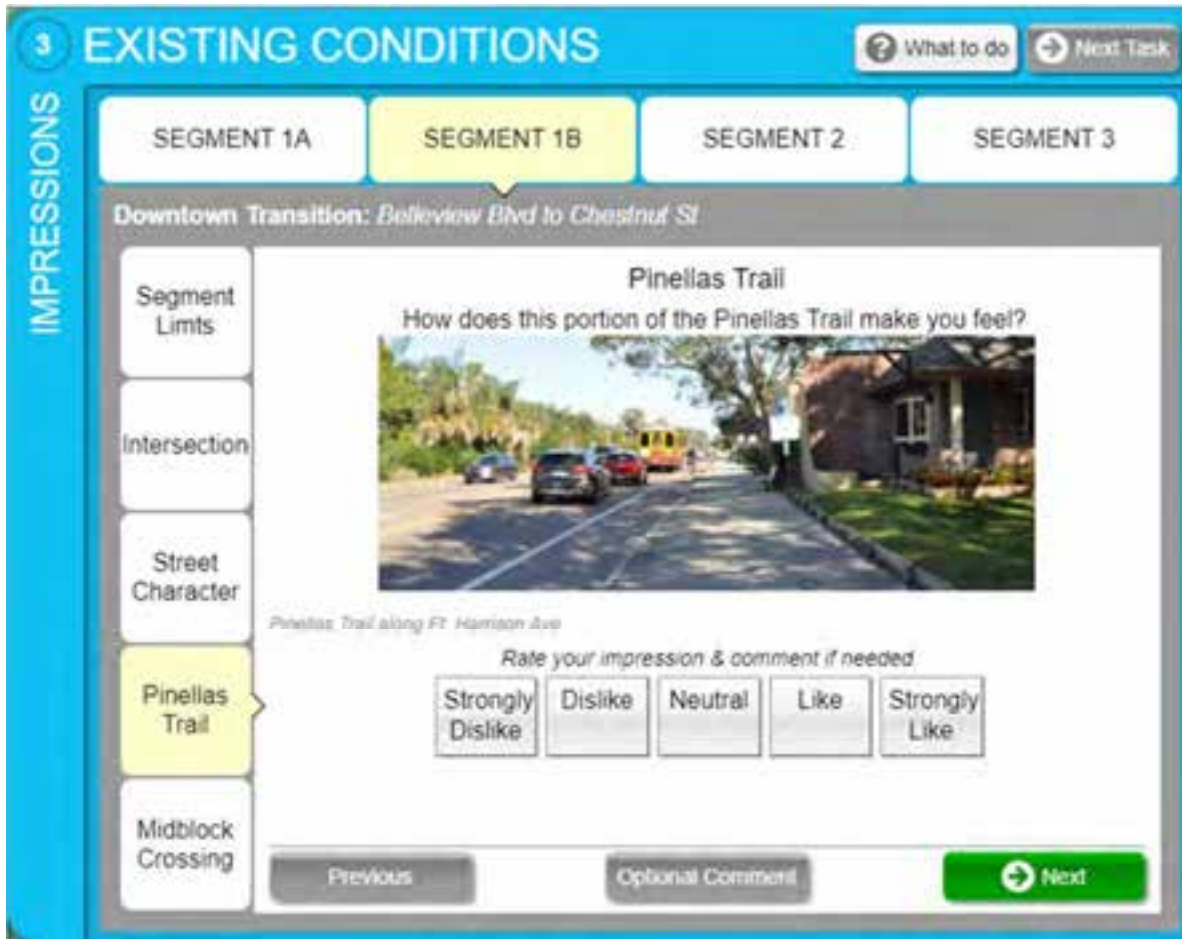 3 EXISTING CONDITIONS
What to do
Next Task
IMPRESSIONS
SEGMENT 1A
SEGMENT 1B
SEGMENT 2
SEGMENT 3
Downtown Transition: Belleview Blvd to Chestnut St
Segment
Limts
Intersection
Street
Character
Pinellas
Trail
Midblock
Crossing
Pinellas Trail
How does this portion of the Pinellas Trail make you feel?
Pinellas Trail along Ft Harrison Ave
Rate your impression & comment if needed
Strongly
Dislike
Dislike
Neutral
Like
Strongly
Like
Previous
Optional Comment
Next